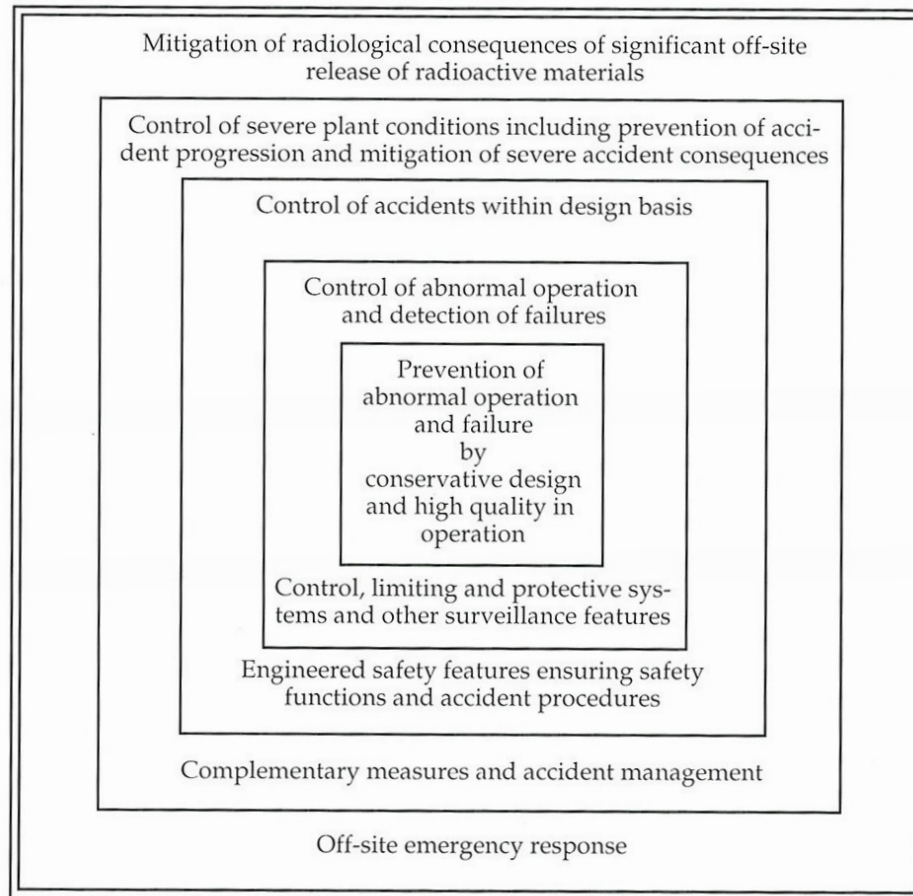 Mitigation of radiological consequences of significant off-site
release of radioactive materials
Control of severe plant conditions including prevention of acci-
dent progression and mitigation of severe accident consequences
Control of accidents within design basis
Control of abnormal operation
and detection of failures
Prevention of
abnormal operation
and failure
by
conservative design
and high quality in
operation
Control, limiting and protective sys-
tems and other surveillance features
Engineered safety features ensuring safety
functions and accident procedures
Complementary measures and accident management
Off-site emergency response